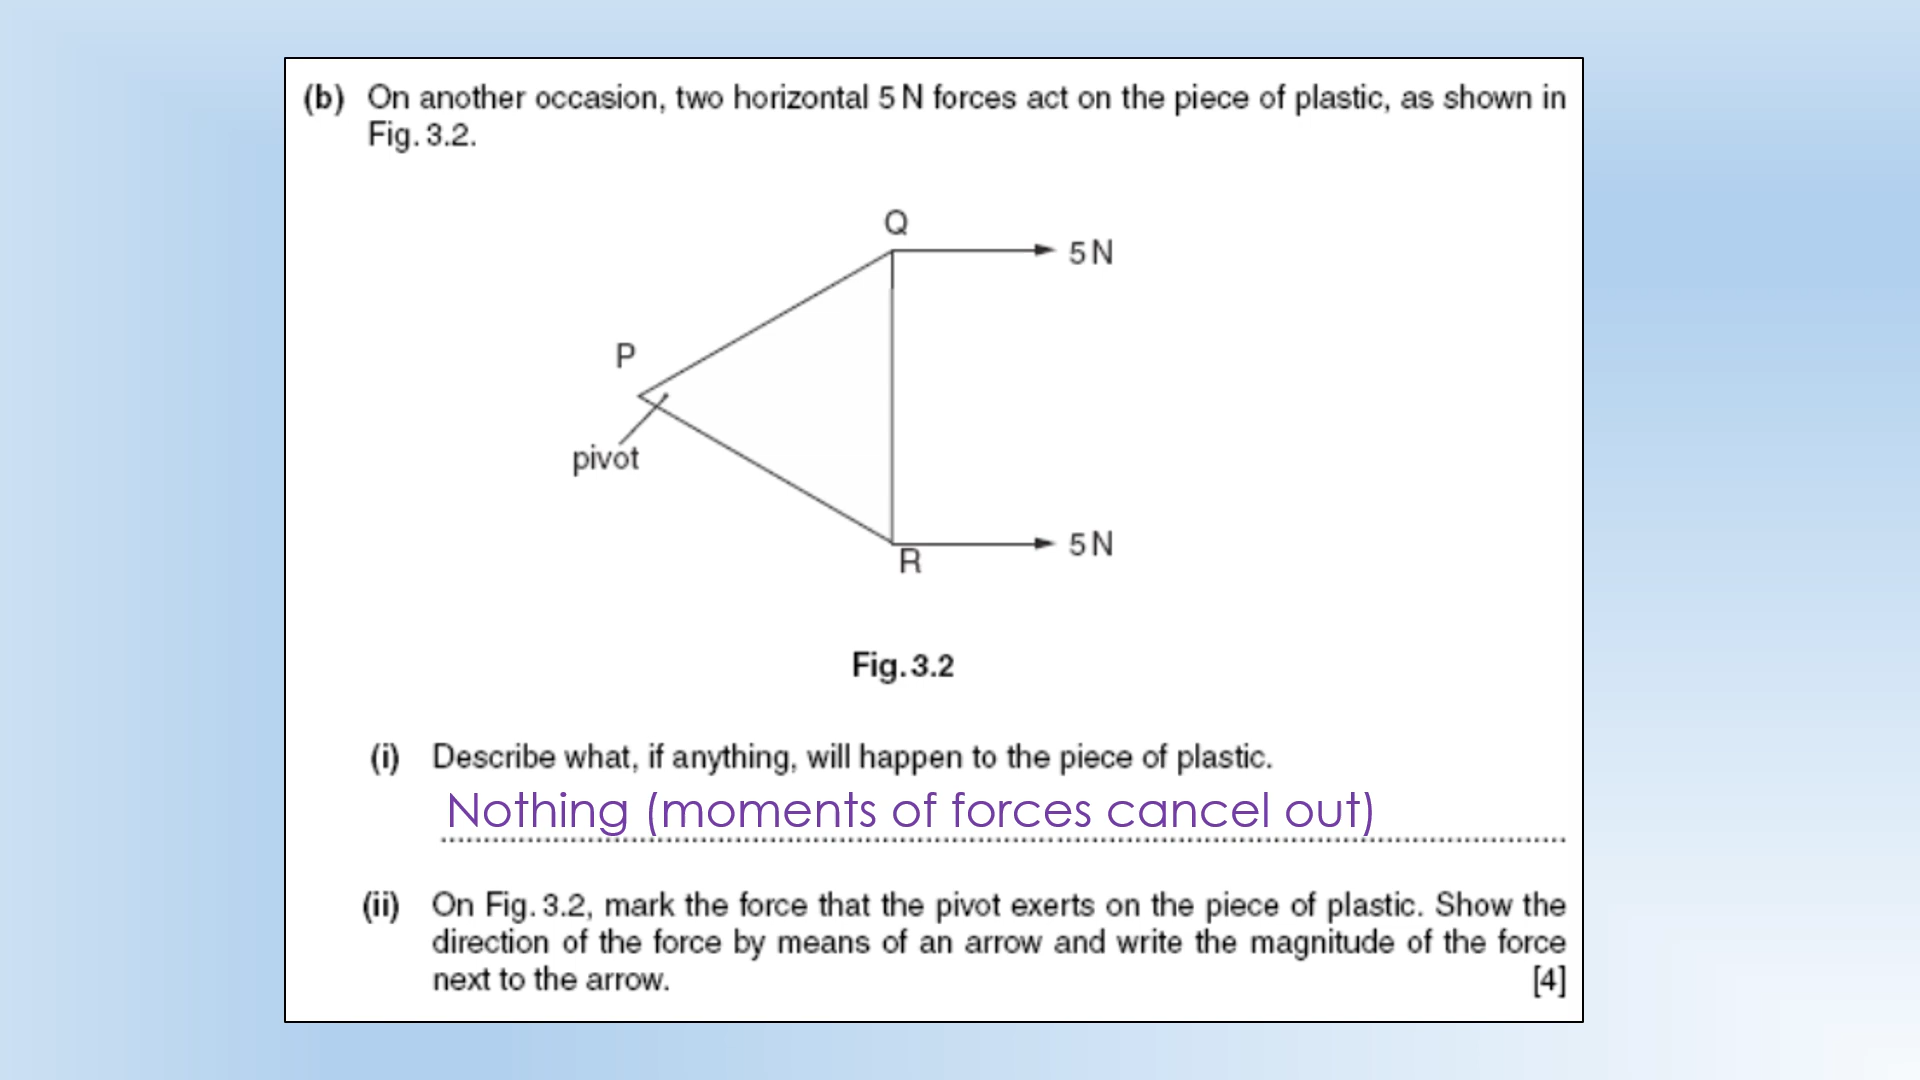 (b) On another occasion, two horizontal 5 N forces act on the piece of plastic, as shown in
Fig. 3.2.
Q
5 N
P
pivot
5 N
R
Fig. 3.2
(i) Describe what, if anything, will happen to the piece of plastic.
Nothing (moments of forces cancel out)
(ii) On Fig. 3.2, mark the force that the pivot exerts on the piece of plastic. Show the
direction of the force by means of an arrow and write the magnitude of the force
next to the arrow. [4]